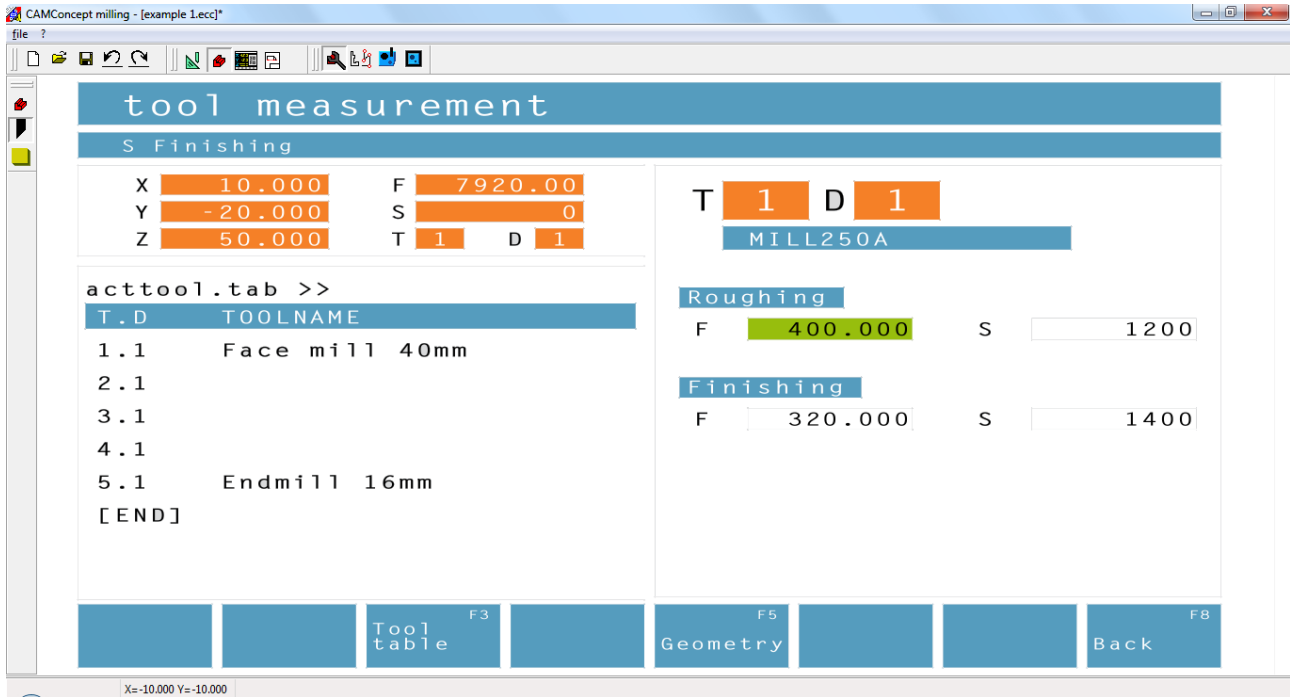 CAMConcept milling - [example 1.ecc]*
file ?
tool measurement
S Finishing
X 10.000 F 7920.00
Y -20.000 S 0
Z 50.000 T 1 D 1
acttool.tab >>
T.D TOOLNAME
1.1 Face mill 40mm
2.1
3.1
4.1
5.1 Endmill 16mm
[END]
T 1 D 1
MILL250A
Roughing
F 400.000 S 1200
Finishing
F 320.000 S 1400
F3
Tool
table
F5
Geometry
F8
Back
X=-10.000 Y=-10.000